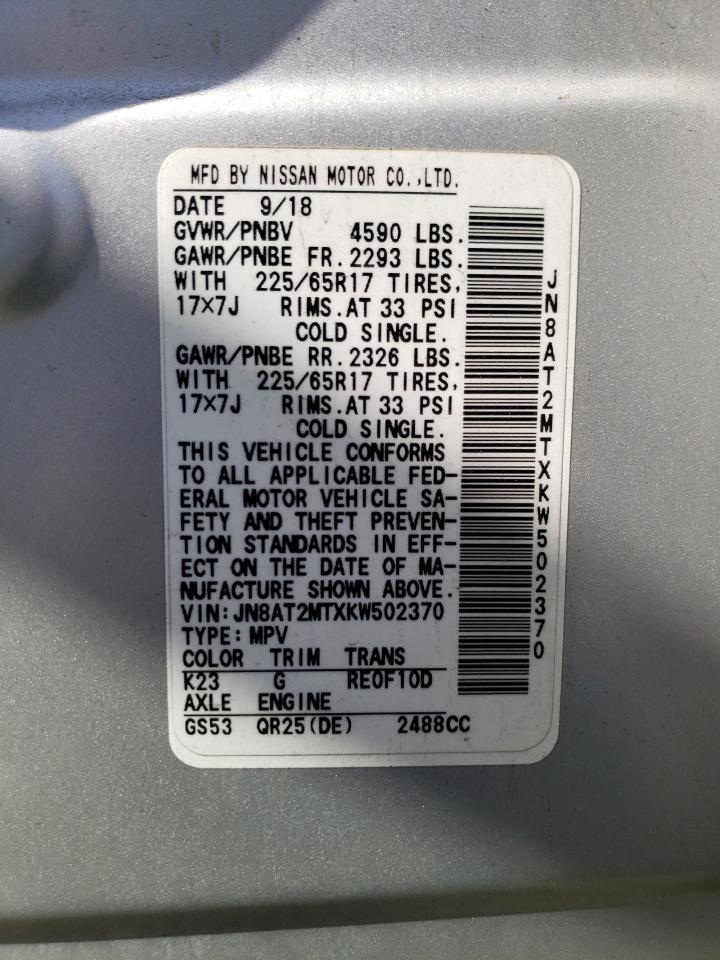 MFD BY NISSAN MOTOR CO.,LTD.
DATE 9/18
GVWR/PNBV 4590 LBS.
GAWR/PNBE FR.2293 LBS.
WITH 225/65R17 TIRES,
17×7J RIMS.AT 33 PSI
COLD SINGLE.
GAWR/PNBE RR.2326 LBS.
WITH 225/65R17 TIRES,
17×7J RIMS.AT 33 PSI
COLD SINGLE.
THIS VEHICLE CONFORMS
TO ALL APPLICABLE FED-
ERAL MOTOR VEHICLE SA-
FETY AND THEFT PREVEN-
TION STANDARDS IN EFF-
ECT ON THE DATE OF MA-
NUFACTURE SHOWN ABOVE.
VIN:JN8AT2MTXKW502370
TYPE:MPV
COLOR TRIM TRANS
K23 G RE0F10D
AXLE ENGINE
GS53 QR25(DE) 2488CC
JN8AT2MTXKW502370